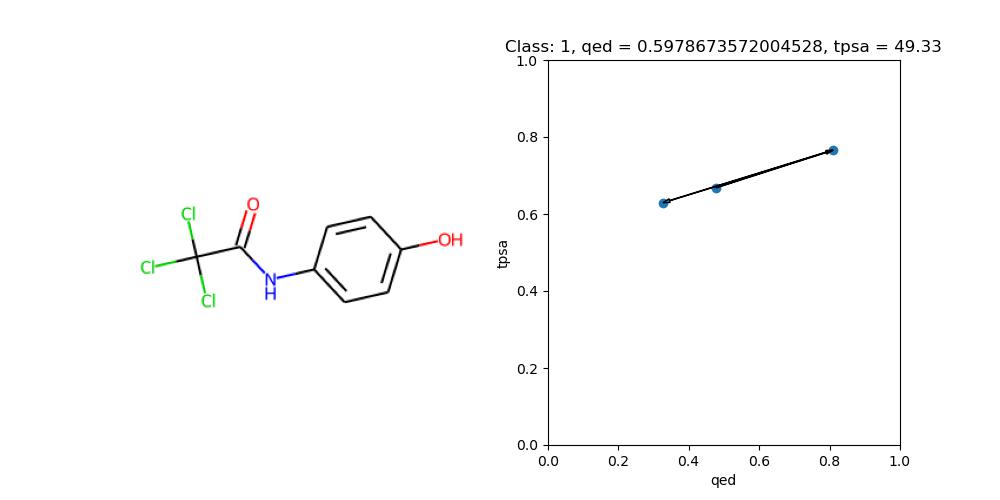 Class: 1, qed = 0.5978673572004528, tpsa = 49.33
Cl
O
Cl
Cl
N
H
OH
1.0
0.8
0.6
0.4
0.2
0.0
tpsa
0.0 0.2 0.4 0.6 0.8 1.0
qed